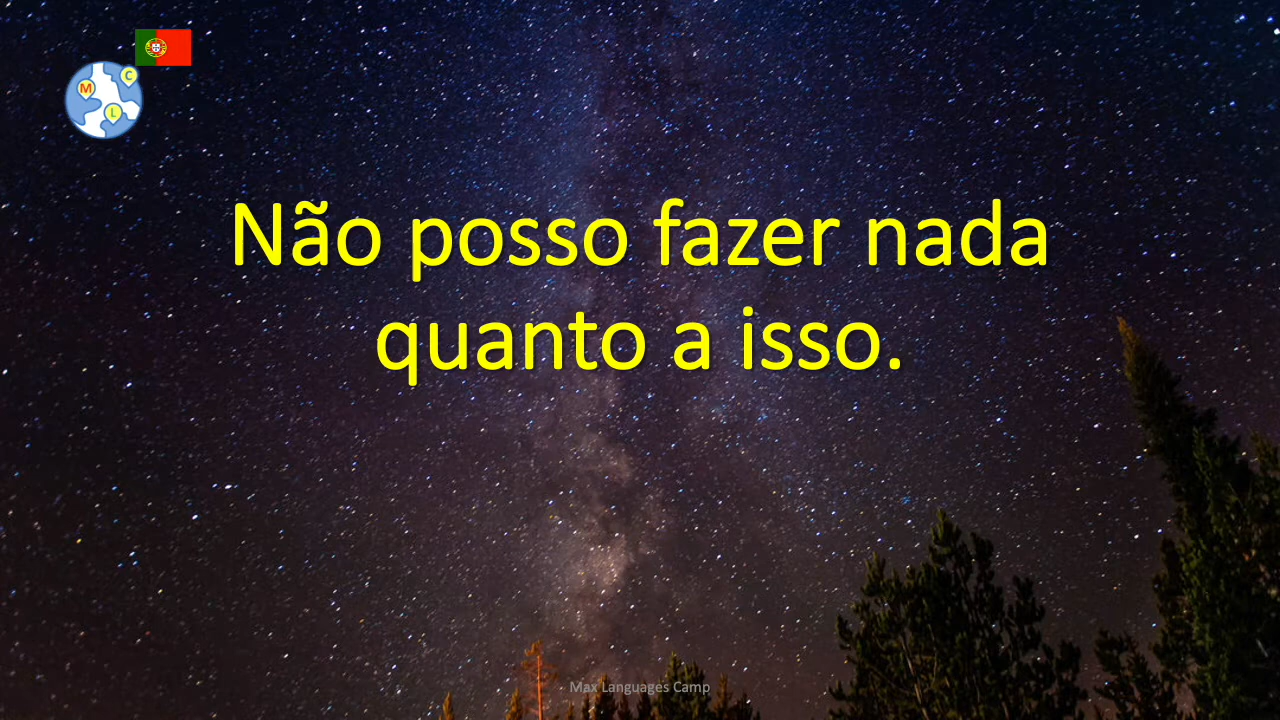 M
C
L
Não posso fazer nada
quanto a isso.
Max Languages Camp